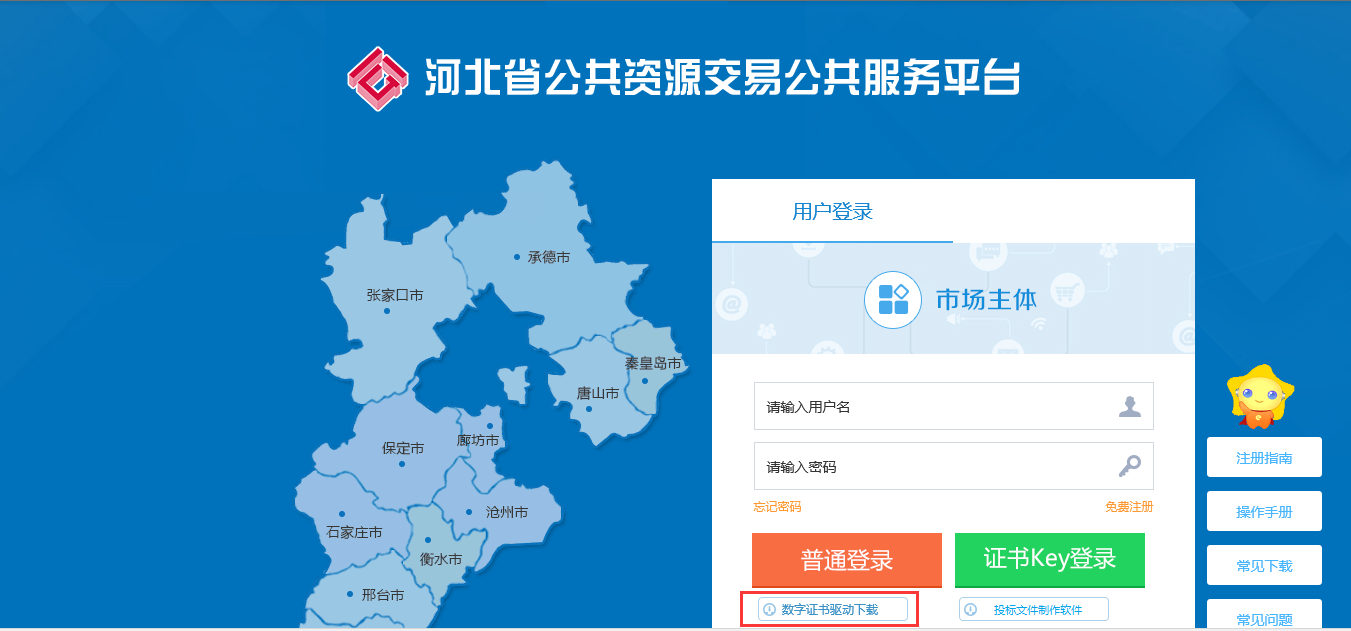 河北省公共资源交易公共服务平台
用户登录
市场主体
承德市
张家口市
秦皇岛市
唐山市
廊坊市
保定市
沧州市
石家庄市
衡水市
邢台市
请输入用户名
请输入密码
忘记密码 免费注册
普通登录 证书Key登录
数字证书驱动下载 投标文件制作软件
注册指南
操作手册
常见下载
常见问题